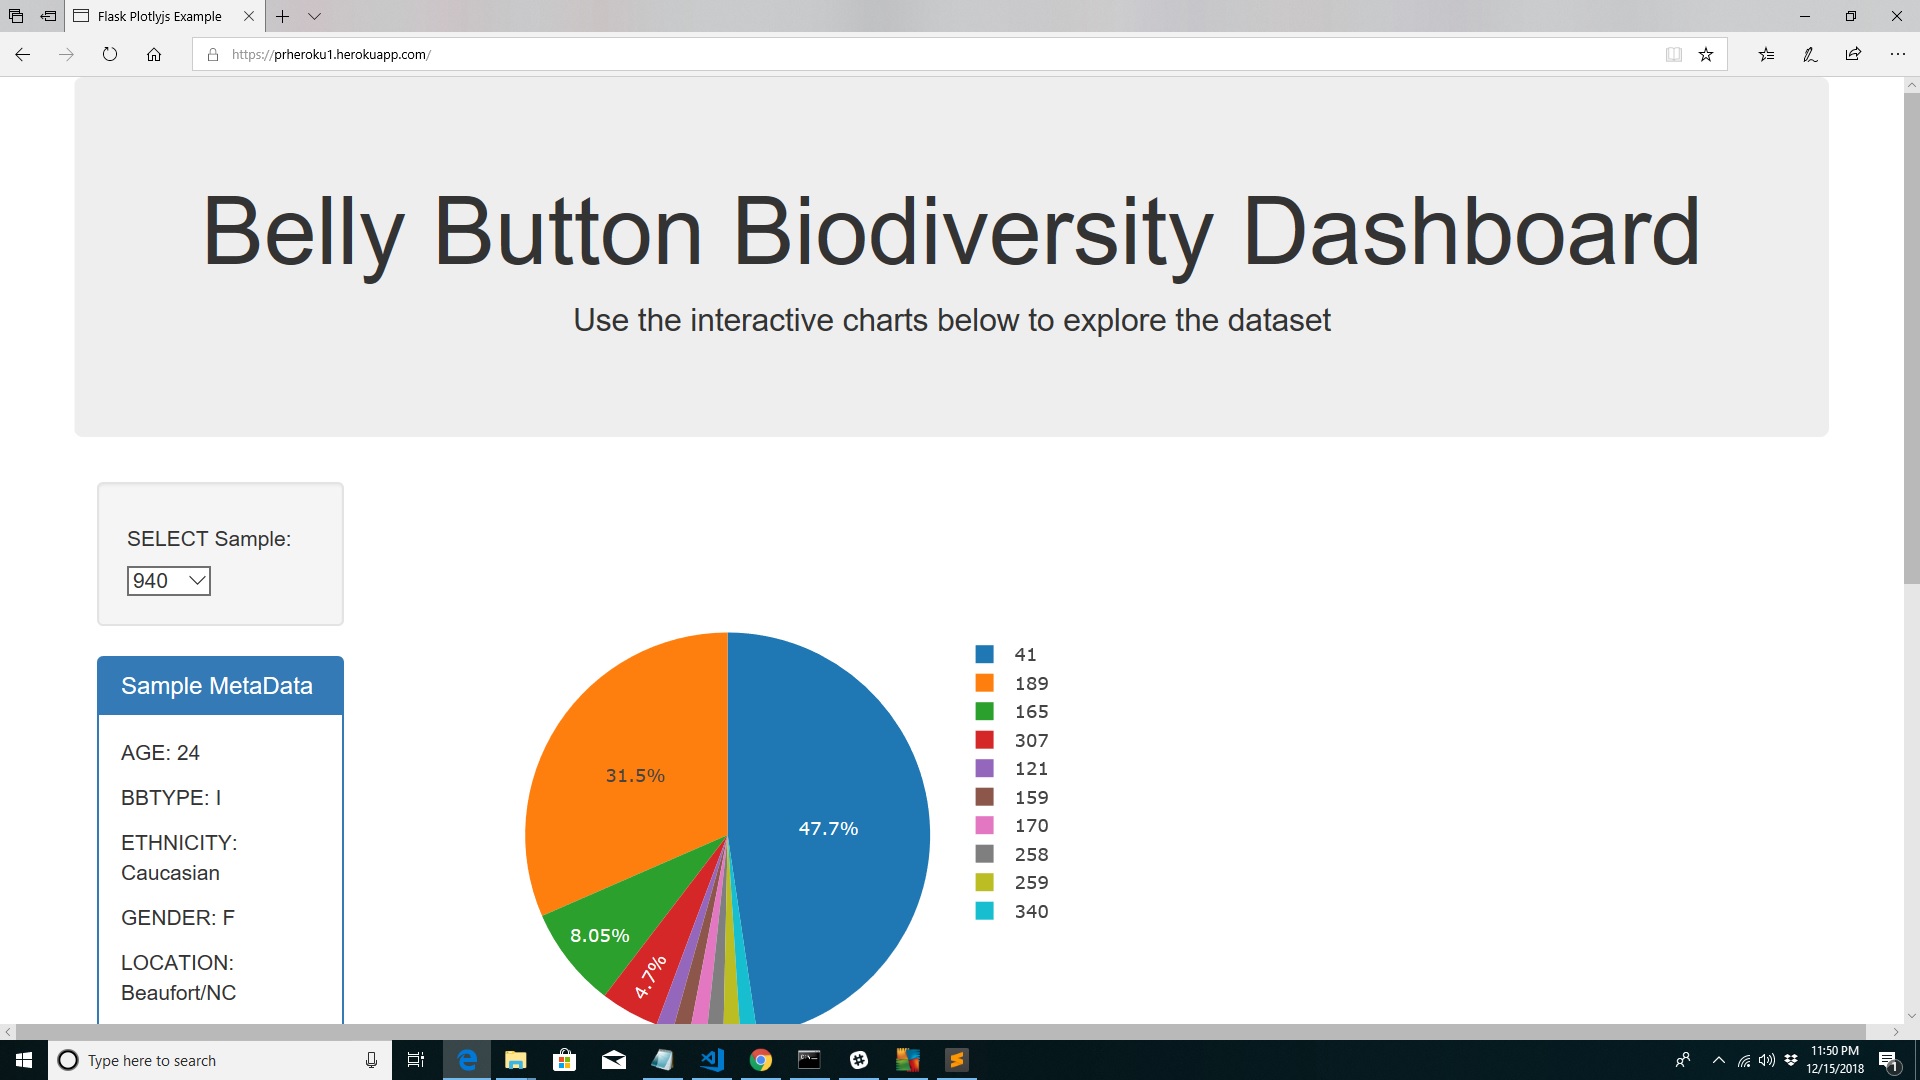 Flask Plotlyjs Example
https://prheroku1.herokuapp.com/
Belly Button Biodiversity Dashboard
Use the interactive charts below to explore the dataset
SELECT Sample:
940
Sample MetaData
AGE: 24
BBTYPE: I
ETHNICITY:
Caucasian
GENDER: F
LOCATION:
Beaufort/NC
47.7%
31.5%
8.05%
4.7%
41
189
165
307
121
159
170
258
259
340
Type here to search
11:50 PM
12/15/2018
1